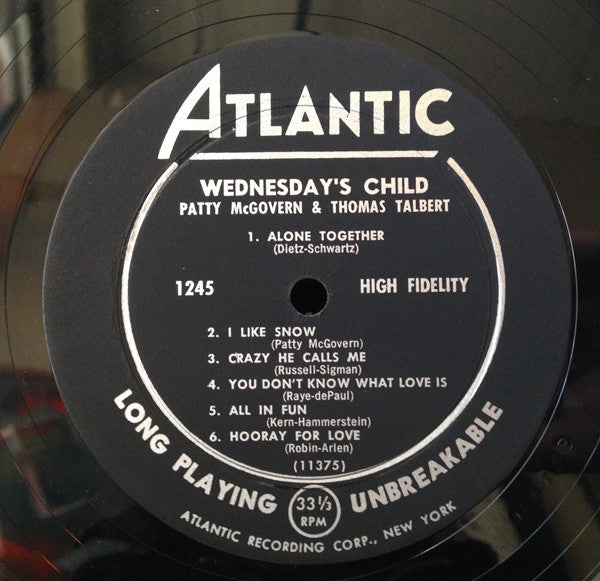 ATLANTIC
WEDNESDAY'S CHILD
PATTY McGOVERN & THOMAS TALBERT
1. ALONE TOGETHER
(Dietz-Schwartz)
1245 HIGH FIDELITY
2. I LIKE SNOW
(Patty McGovern)
3. CRAZY HE CALLS ME
(Russell-Sigman)
4. YOU DON'T KNOW WHAT LOVE IS
(Raye-dePaul)
5. ALL IN FUN
(Kern-Hammerstein)
6. HOORAY FOR LOVE
(Robin-Arlen)
(11375)
LONG PLAYING 33⅓ RPM UNBREAKABLE
ATLANTIC RECORDING CORP., NEW YORK